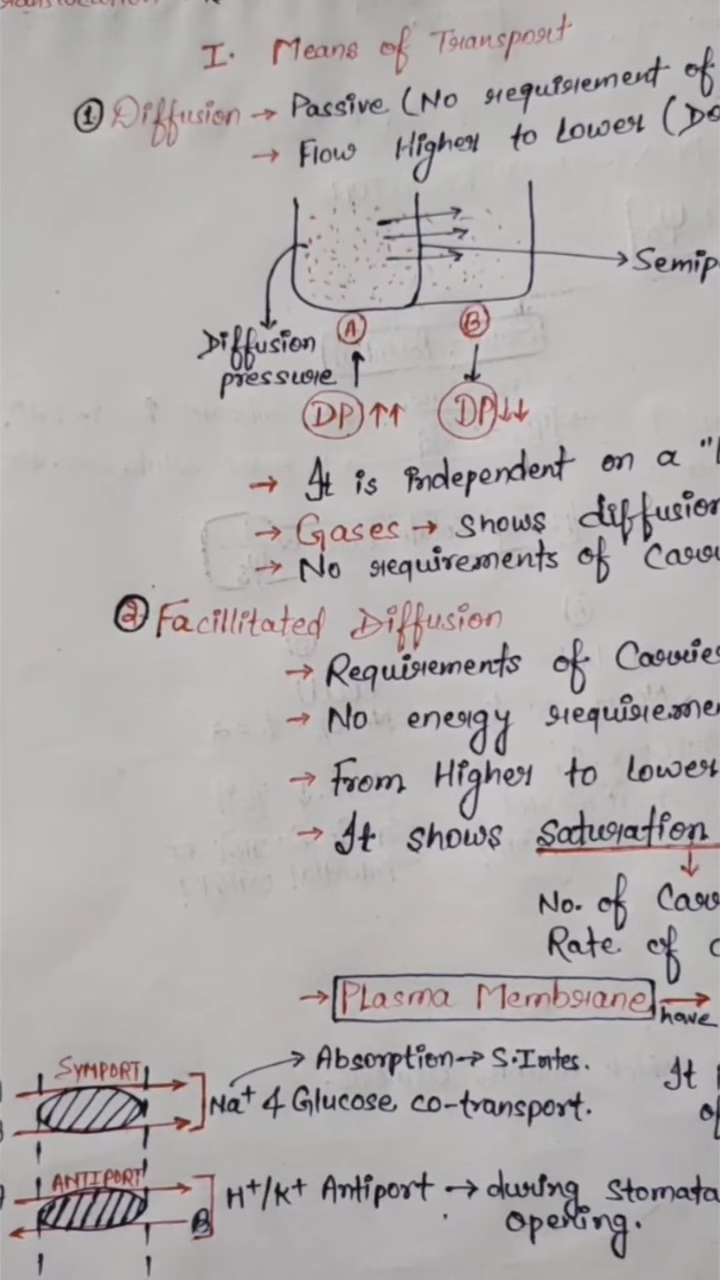 I. Means of Transport
① Diffusion → Passive (No requirement of
→ Flow Higher to Lower (Do
→ Semip
Diffusion pressure
Ⓐ Ⓑ
DP ↑↑ DP ↓↓
→ It is independent on a "
→ Gases → shows diffusion
→ No requirements of Carr
② Facillitated Diffusion
→ Requirements of Carrie
→ No energy requireme
→ From Higher to Lower
→ It shows Saturation
No. of Carr
Rate of
→ Plasma Membrane → have
SYMPORT
Absorption → S.Intes.
Na⁺ & Glucose co-transport.
It
of
ANTIPORT
B
H⁺/K⁺ Antiport → during Stomata
Opening.